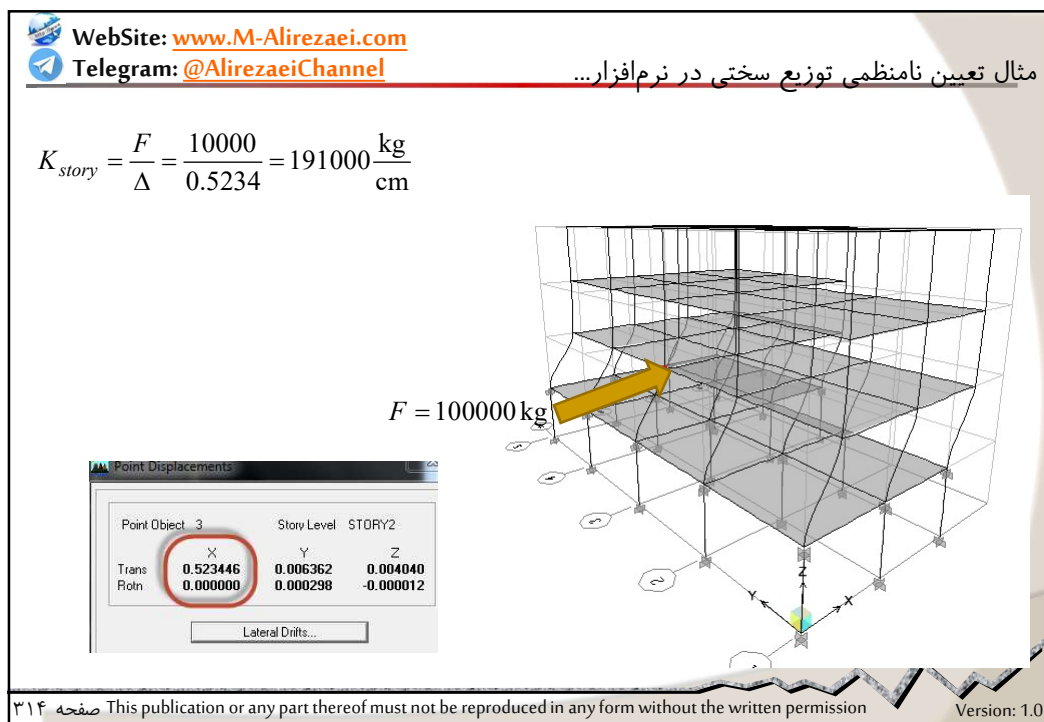 WebSite: www.M-Alirezaei.com
Telegram: @AlirezaeiChannel
مثال تعیین نامنظمی توزیع سختی در نرم‌افزار...
K_story = F/Δ = 10000/0.5234 = 191000 kg/cm
F = 100000 kg
Point Displacements
Point Object 3 Story Level STORY2
X Y Z
Trans 0.523446 0.006362 0.004040
Rotn 0.000000 0.000298 -0.000012
Lateral Drifts...
Z
Y X
صفحه ۳۱۴ This publication or any part thereof must not be reproduced in any form without the written permission Version: 1.0